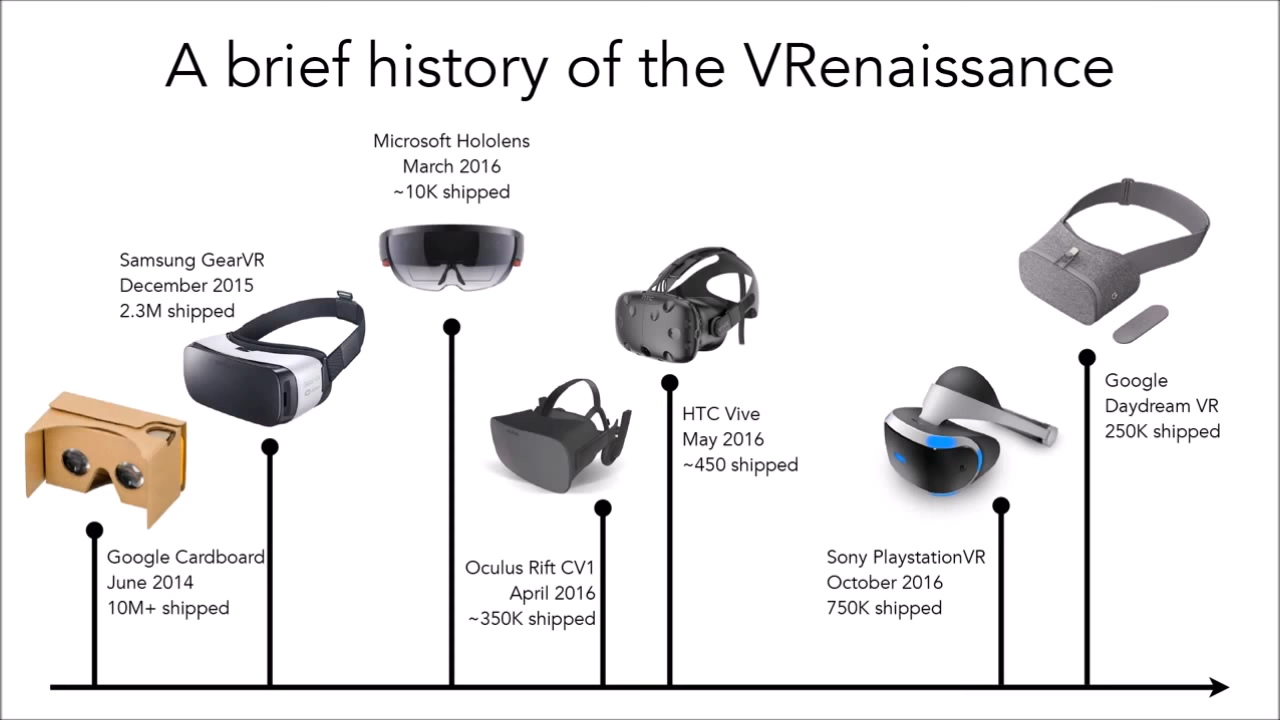 A brief history of the VRenaissance
Microsoft Hololens
March 2016
~10K shipped
Samsung GearVR
December 2015
2.3M shipped
HTC Vive
May 2016
~450 shipped
Google
Daydream VR
250K shipped
Google Cardboard
June 2014
10M+ shipped
Oculus Rift CV1
April 2016
~350K shipped
Sony PlaystationVR
October 2016
750K shipped